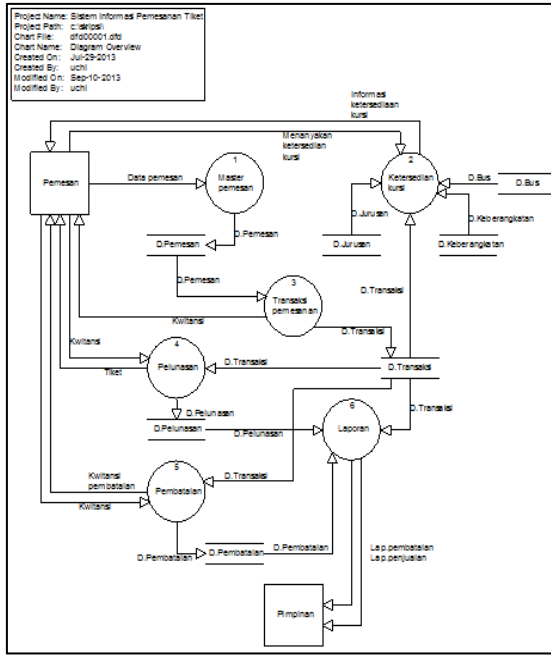 Project Name: Sistem Informasi Pemesanan Tiket
Project Path: c:\skripsi\
Chart File: dfd00001.dfd
Chart Name: Diagram Overview
Created On: Jul-29-2013
Created By: uchi
Modified On: Sep-10-2013
Modified By: uchi
Informasi
ketersediaan
kursi
Menanyakan
ketersedian
kursi
Pemesan
Data pemesan
1
Master
pemesan
2
Ketersedian
kursi
D.Bus
D.Bus
D.Jurusan
D.Keberangkatan
D.Pemesan
D.Pemesan
D.Jurusan
D.Keberangkatan
D.Pemesan
3
Transaksi
pemesanan
D.Transaksi
Kwitansi
D.Transaksi
4
Pelunasan
Kwitansi
Tiket
D.Transaksi
D.Transaksi
D.Pelunasan
D.Pelunasan
D.Pelunasan
6
Laporan
D.Transaksi
Kwitansi
pembatalan
Kwitansi
5
Pembatalan
D.Transaksi
D.Pembatalan
D.Pembatalan
D.Pembatalan
Lap.pembatalan
Lap.penjualan
Pimpinan